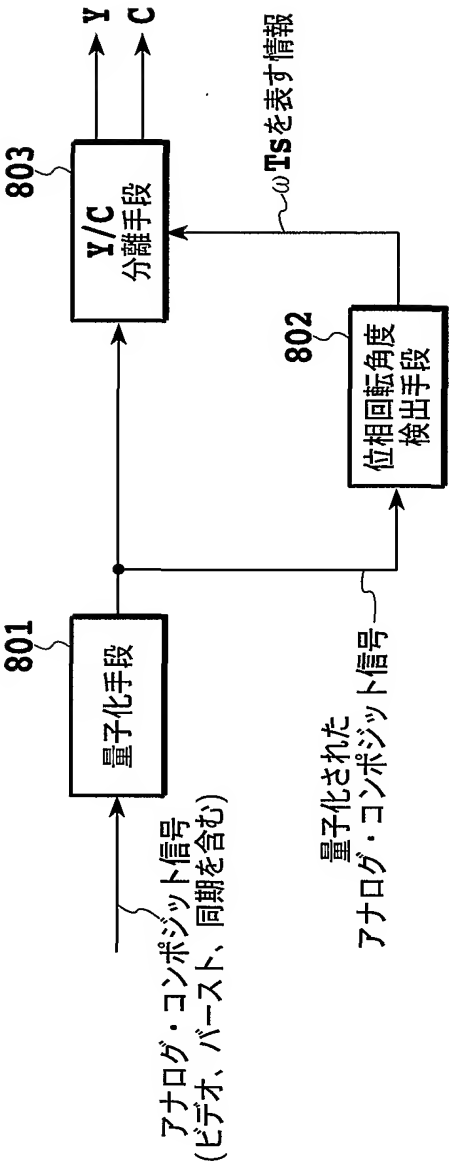 アナログ・コンポジット信号
(ビデオ、バースト、同期を含む)
801
量子化手段
量子化された
アナログ・コンポジット信号
802
位相回転角度
検出手段
ωTsを表す情報
803
Y/C
分離手段
Y
C